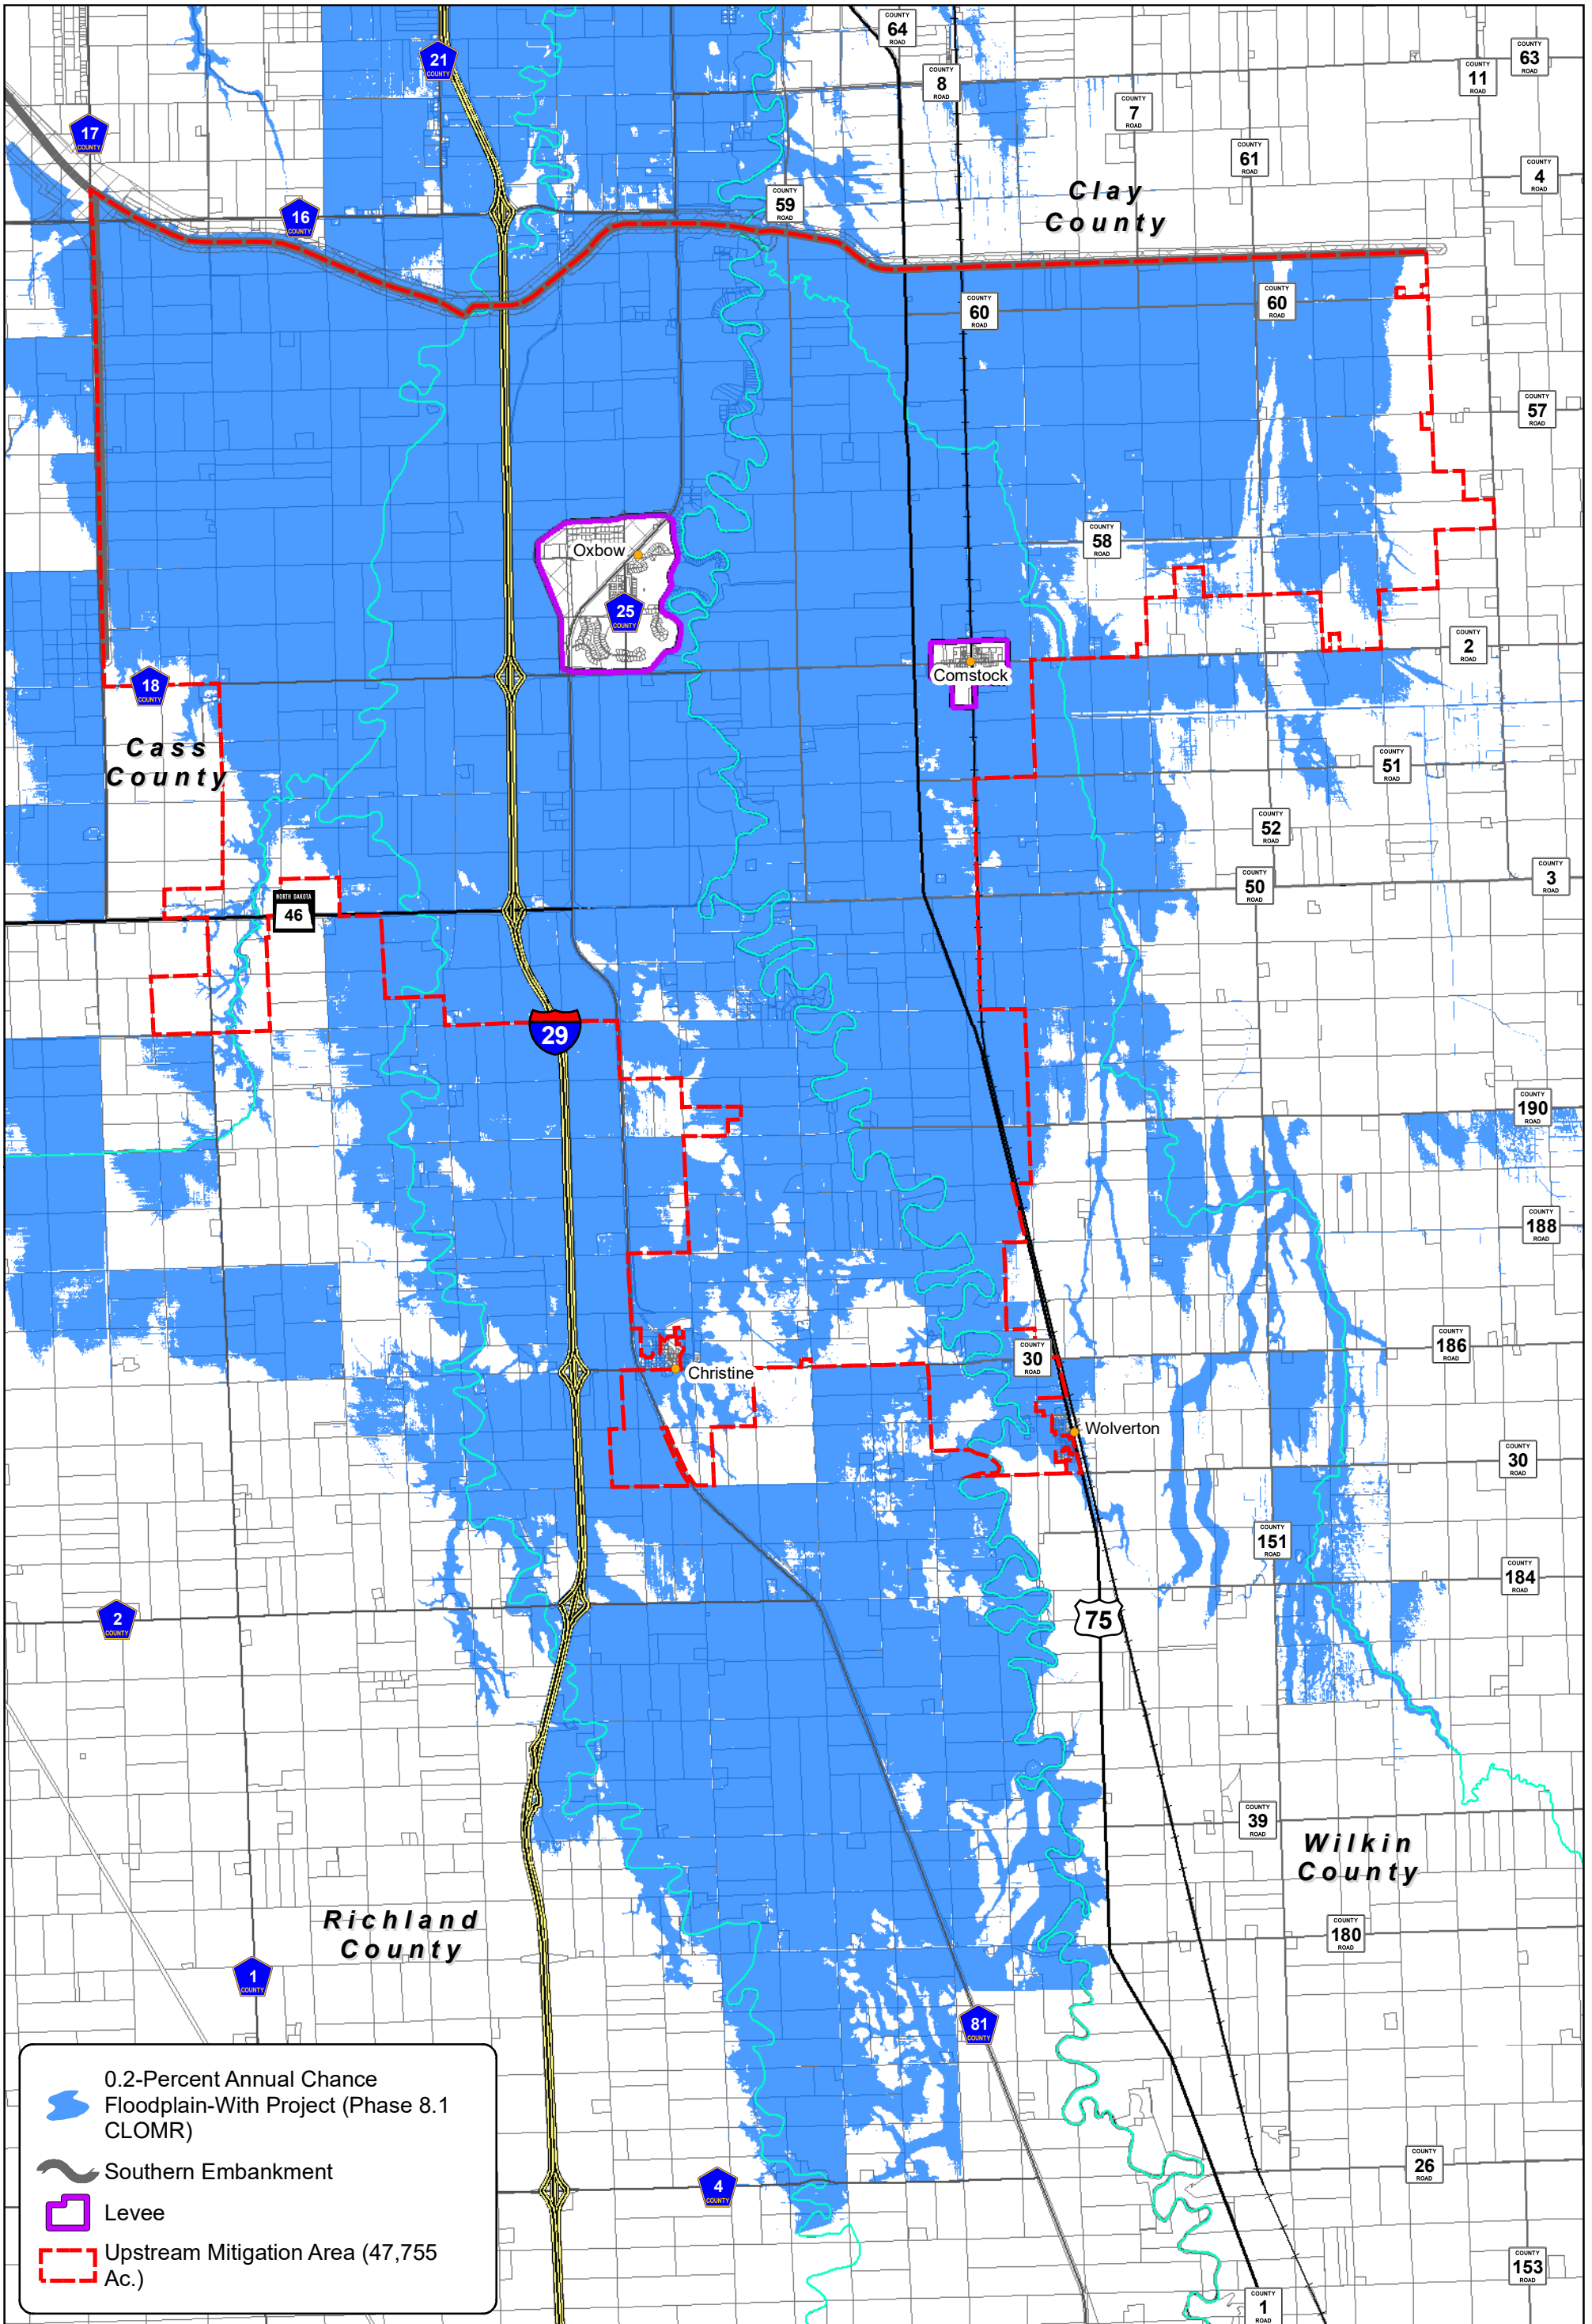 COUNTY
64
ROAD
21
COUNTY
COUNTY
63
ROAD
COUNTY
11
ROAD
COUNTY
8
ROAD
COUNTY
7
ROAD
17
COUNTY
COUNTY
61
ROAD
COUNTY
4
ROAD
Clay
County
COUNTY
59
ROAD
16
COUNTY
COUNTY
60
ROAD
COUNTY
60
ROAD
COUNTY
57
ROAD
COUNTY
58
ROAD
Oxbow
25
COUNTY
COUNTY
2
ROAD
Comstock
18
COUNTY
Cass
County
COUNTY
51
ROAD
COUNTY
52
ROAD
COUNTY
50
ROAD
COUNTY
3
ROAD
NORTH DAKOTA
46
29
COUNTY
190
ROAD
COUNTY
188
ROAD
COUNTY
186
ROAD
COUNTY
30
ROAD
Christine
Wolverton
COUNTY
30
ROAD
COUNTY
151
ROAD
COUNTY
184
ROAD
2
COUNTY
75
COUNTY
39
ROAD
Wilkin
County
Richland
County
COUNTY
180
ROAD
1
COUNTY
81
COUNTY
COUNTY
26
ROAD
4
COUNTY
COUNTY
153
ROAD
COUNTY
1
ROAD
0.2-Percent Annual Chance
Floodplain-With Project (Phase 8.1
CLOMR)
Southern Embankment
Levee
Upstream Mitigation Area (47,755
Ac.)